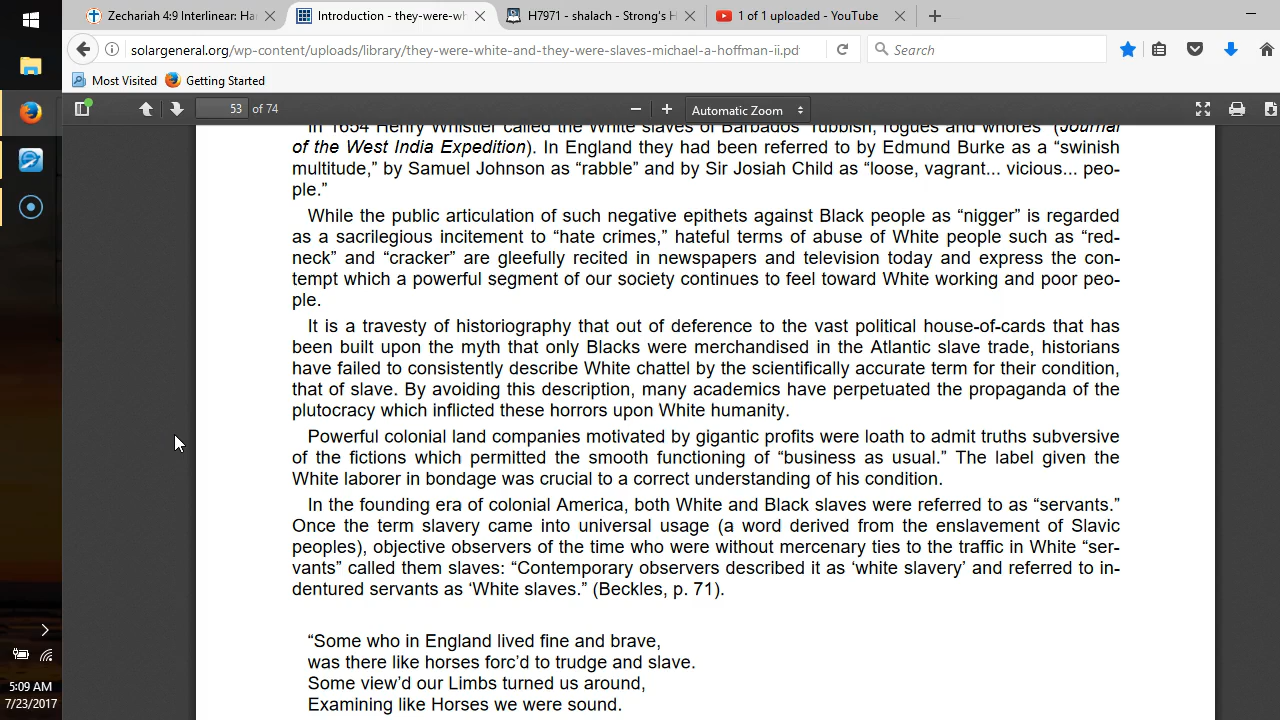 Zechariah 4:9 Interlinear: Ha
Introduction - they-were-wh
H7971 - shalach - Strong's H
1 of 1 uploaded - YouTube
solargeneral.org/wp-content/uploads/library/they-were-white-and-they-were-slaves-michael-a-hoffman-ii.pd
Search
Most Visited
Getting Started
53 of 74
Automatic Zoom
In 1654 Henry Whistler called the White slaves of Barbados "rubbish, rogues and whores" (Journal
of the West India Expedition). In England they had been referred to by Edmund Burke as a “swinish
multitude,” by Samuel Johnson as “rabble” and by Sir Josiah Child as “loose, vagrant... vicious... peo-
ple.”
While the public articulation of such negative epithets against Black people as “nigger” is regarded
as a sacrilegious incitement to “hate crimes,” hateful terms of abuse of White people such as “red-
neck” and “cracker” are gleefully recited in newspapers and television today and express the con-
tempt which a powerful segment of our society continues to feel toward White working and poor peo-
ple.
It is a travesty of historiography that out of deference to the vast political house-of-cards that has
been built upon the myth that only Blacks were merchandised in the Atlantic slave trade, historians
have failed to consistently describe White chattel by the scientifically accurate term for their condition,
that of slave. By avoiding this description, many academics have perpetuated the propaganda of the
plutocracy which inflicted these horrors upon White humanity.
Powerful colonial land companies motivated by gigantic profits were loath to admit truths subversive
of the fictions which permitted the smooth functioning of “business as usual.” The label given the
White laborer in bondage was crucial to a correct understanding of his condition.
In the founding era of colonial America, both White and Black slaves were referred to as “servants.”
Once the term slavery came into universal usage (a word derived from the enslavement of Slavic
peoples), objective observers of the time who were without mercenary ties to the traffic in White “ser-
vants” called them slaves: “Contemporary observers described it as ‘white slavery’ and referred to in-
dentured servants as ‘White slaves.” (Beckles, p. 71).
“Some who in England lived fine and brave,
was there like horses forc’d to trudge and slave.
Some view’d our Limbs turned us around,
Examining like Horses we were sound.
5:09 AM
7/23/2017